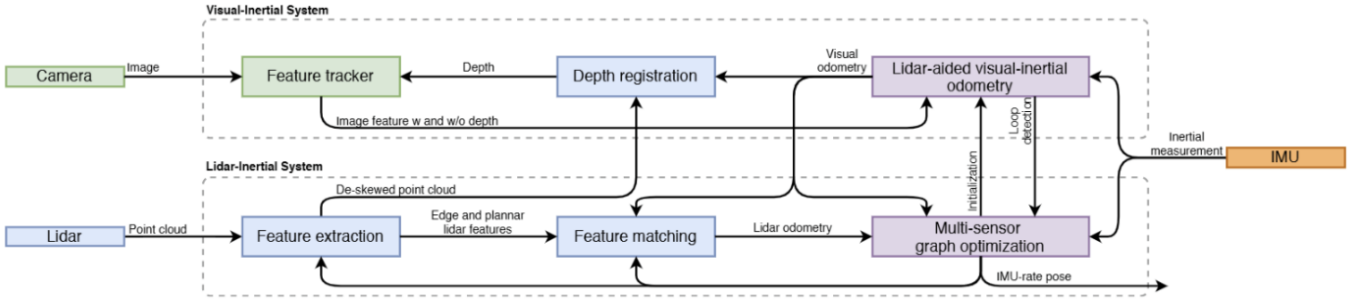 Visual-Inertial System
Camera
Image
Feature tracker
Depth
Depth registration
Visual
odometry
Lidar-aided visual-inertial
odometry
Image feature w and w/o depth
Loop
detection
Initialization
Inertial
measurement
IMU
Lidar-Inertial System
De-skewed point cloud
Lidar
Point cloud
Feature extraction
Edge and plannar
lidar features
Feature matching
Lidar odometry
Multi-sensor
graph optimization
IMU-rate pose